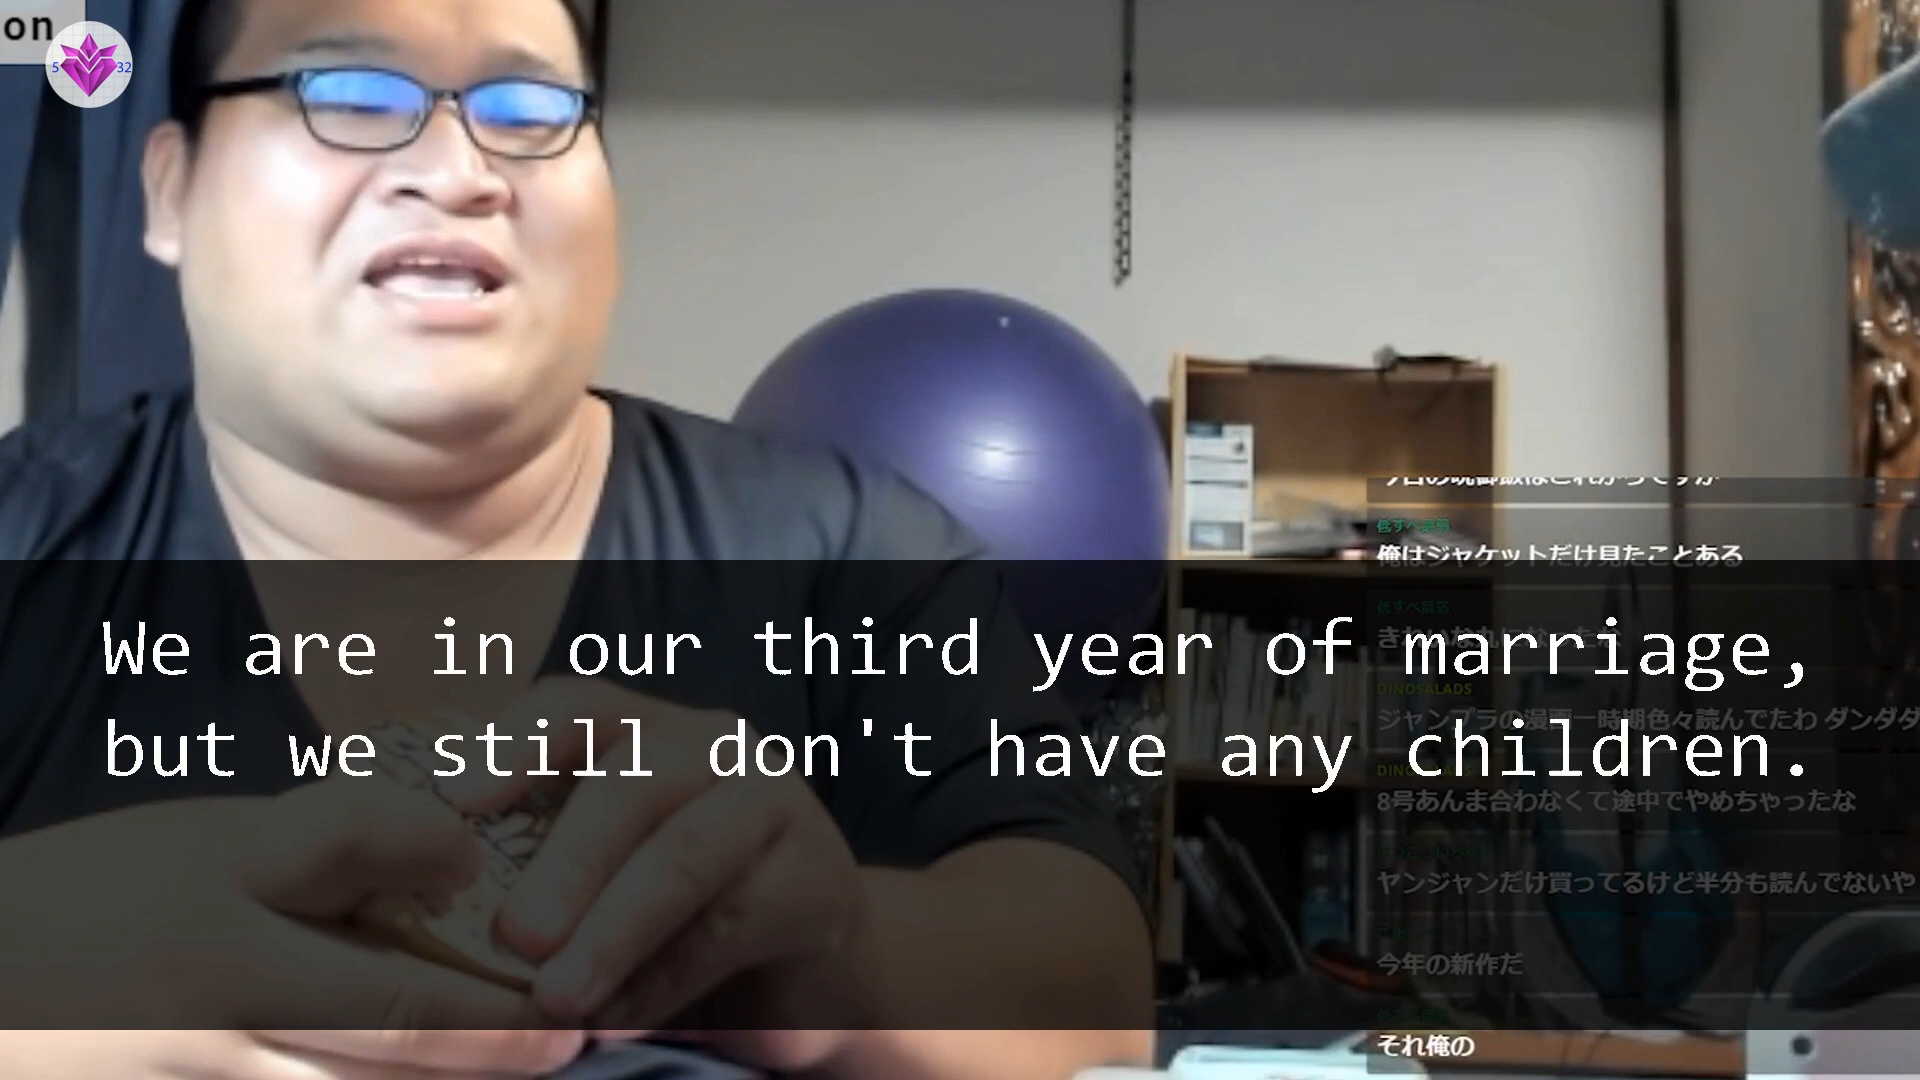 on
5 32
俺はジャケットだけ見たことある
We are in our third year of marriage,
but we still don't have any children.
DINOSALADS
ジャンプラの漫画一時期色々読んでたわ ダンダダ
8号あんま合わなくて途中でやめちゃったな
ヤンジャンだけ買ってるけど半分も読んでないや
今年の新作だ
それ俺の